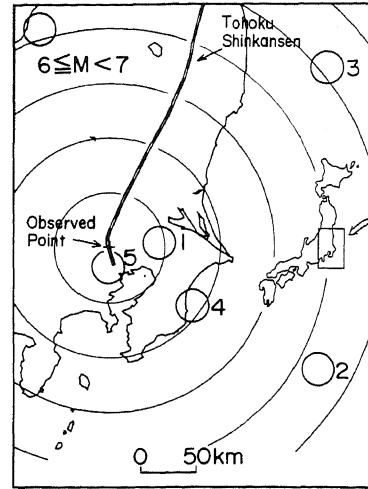 Tohoku
Shinkansen
6≦M<7
3
Observed
Point
1
5
4
2
0 50km